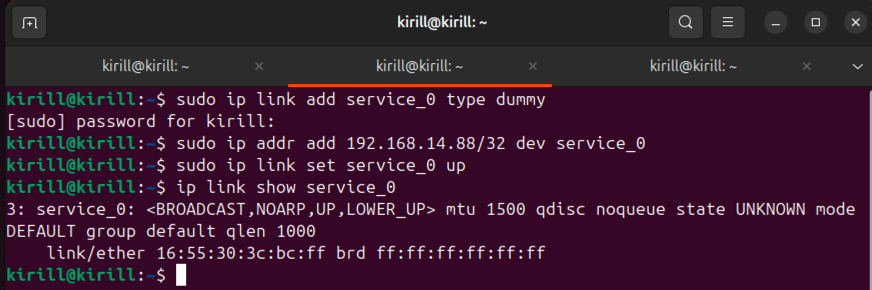 kirill@kirill: ~
kirill@kirill: ~ kirill@kirill: ~ kirill@kirill: ~
kirill@kirill:~$ sudo ip link add service_0 type dummy
[sudo] password for kirill:
kirill@kirill:~$ sudo ip addr add 192.168.14.88/32 dev service_0
kirill@kirill:~$ sudo ip link set service_0 up
kirill@kirill:~$ ip link show service_0
3: service_0: <BROADCAST,NOARP,UP,LOWER_UP> mtu 1500 qdisc noqueue state UNKNOWN mode
DEFAULT group default qlen 1000
    link/ether 16:55:30:3c:bc:ff brd ff:ff:ff:ff:ff:ff
kirill@kirill:~$